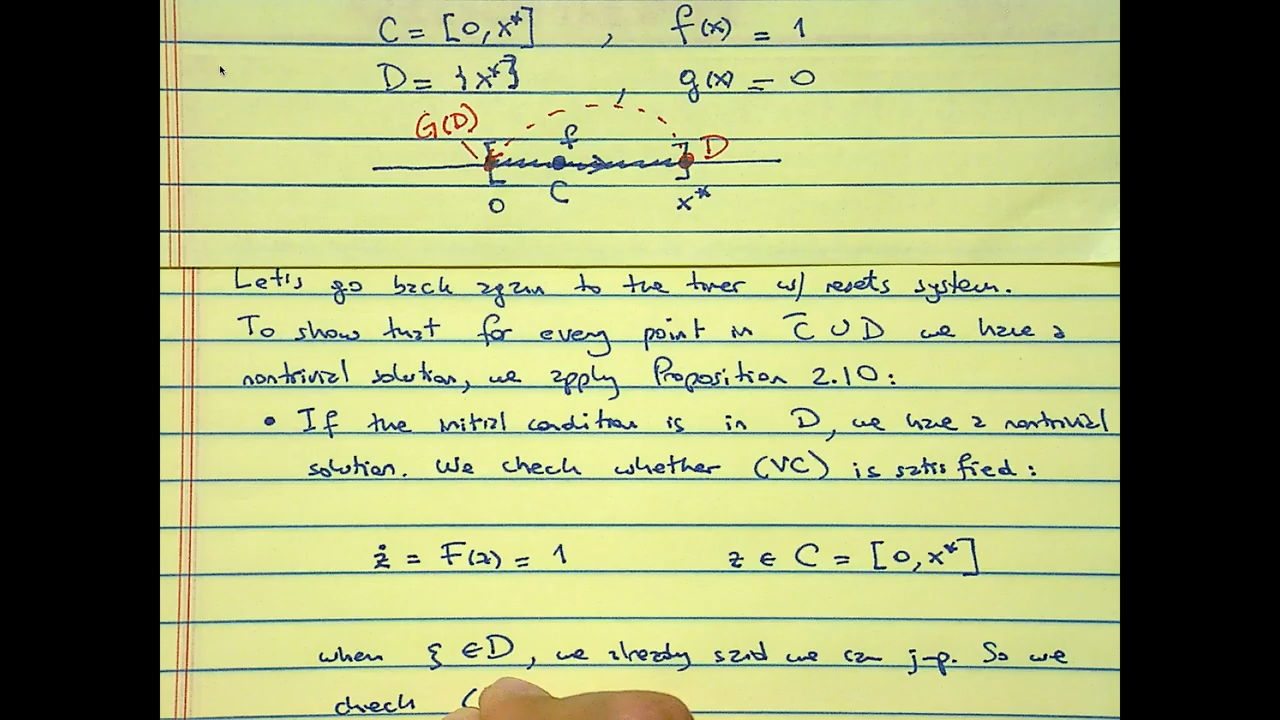 C = [0, x*] , f(x) = 1
D = {x*} , g(x) = 0
G(D)
f
D
C
0
x*
Let's go back again to the timer w/ resets system.
To show that for every point in C̅ ∪ D we have a
nontrivial solution, we apply Proposition 2.10:
• If the initial condition is in D, we have a nontrivial
solution. We check whether (VC) is satisfied:
ż = F(z) = 1 z ∈ C = [0, x*]
when ξ ∈ D, we already said we can jump. So we
check (